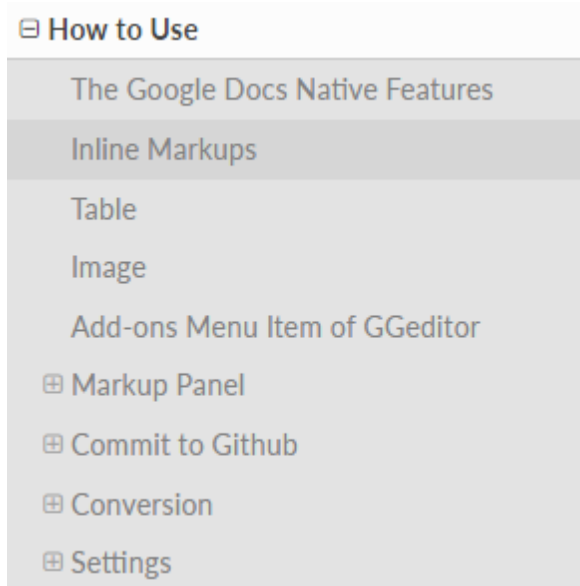 How to Use
The Google Docs Native Features
Inline Markups
Table
Image
Add-ons Menu Item of GGeditor
Markup Panel
Commit to Github
Conversion
Settings